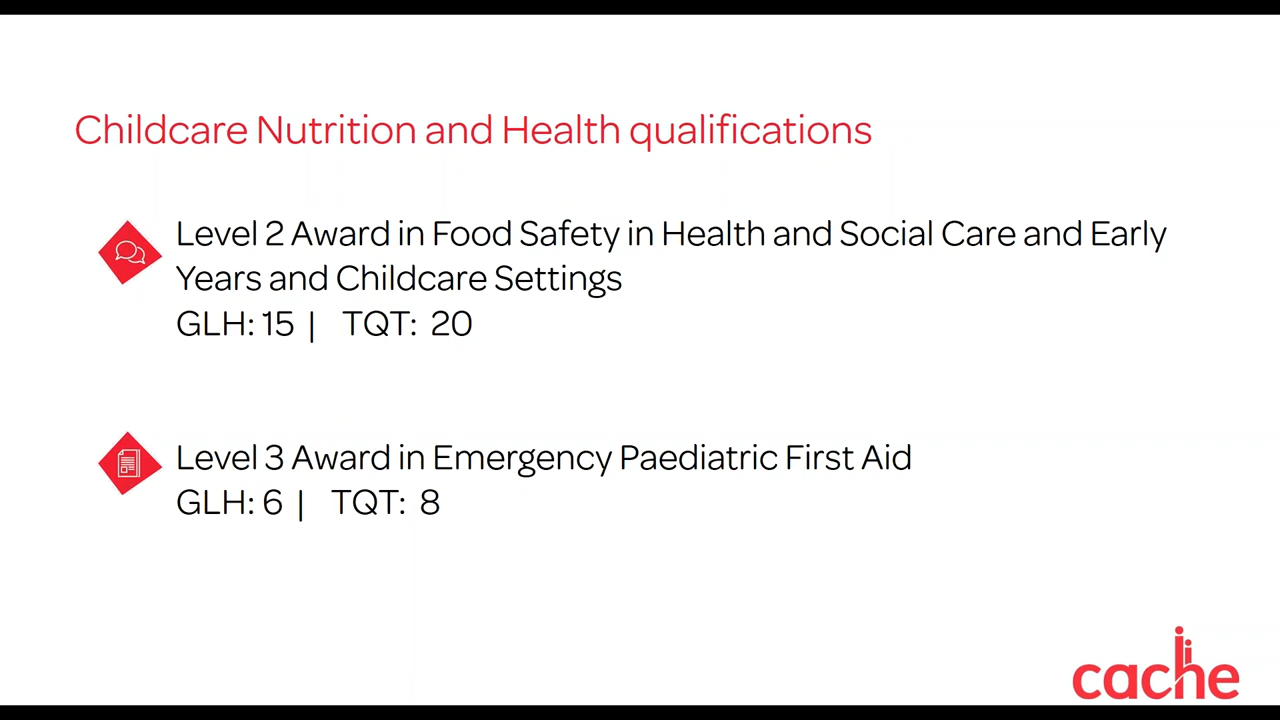 Childcare Nutrition and Health qualifications
Level 2 Award in Food Safety in Health and Social Care and Early
Years and Childcare Settings
GLH: 15 | TQT: 20
Level 3 Award in Emergency Paediatric First Aid
GLH: 6 | TQT: 8
cache